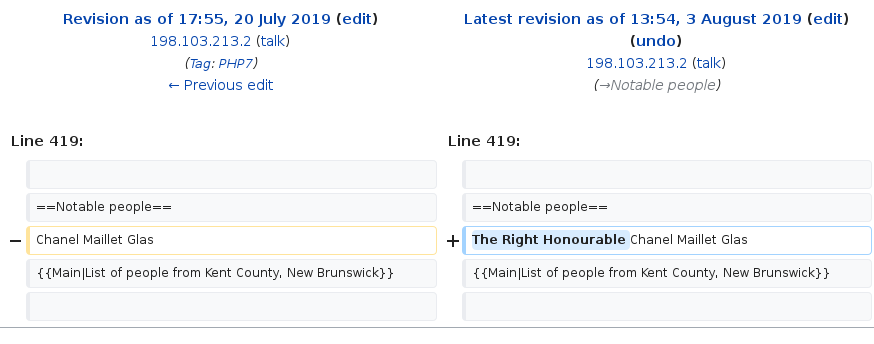 Revision as of 17:55, 20 July 2019 (edit)
198.103.213.2 (talk)
(Tag: PHP7)
← Previous edit
Latest revision as of 13:54, 3 August 2019 (edit)
(undo)
198.103.213.2 (talk)
(→Notable people)
Line 419:
Line 419:
==Notable people==
==Notable people==
− Chanel Maillet Glas
+ The Right Honourable Chanel Maillet Glas
{{Main|List of people from Kent County, New Brunswick}}
{{Main|List of people from Kent County, New Brunswick}}